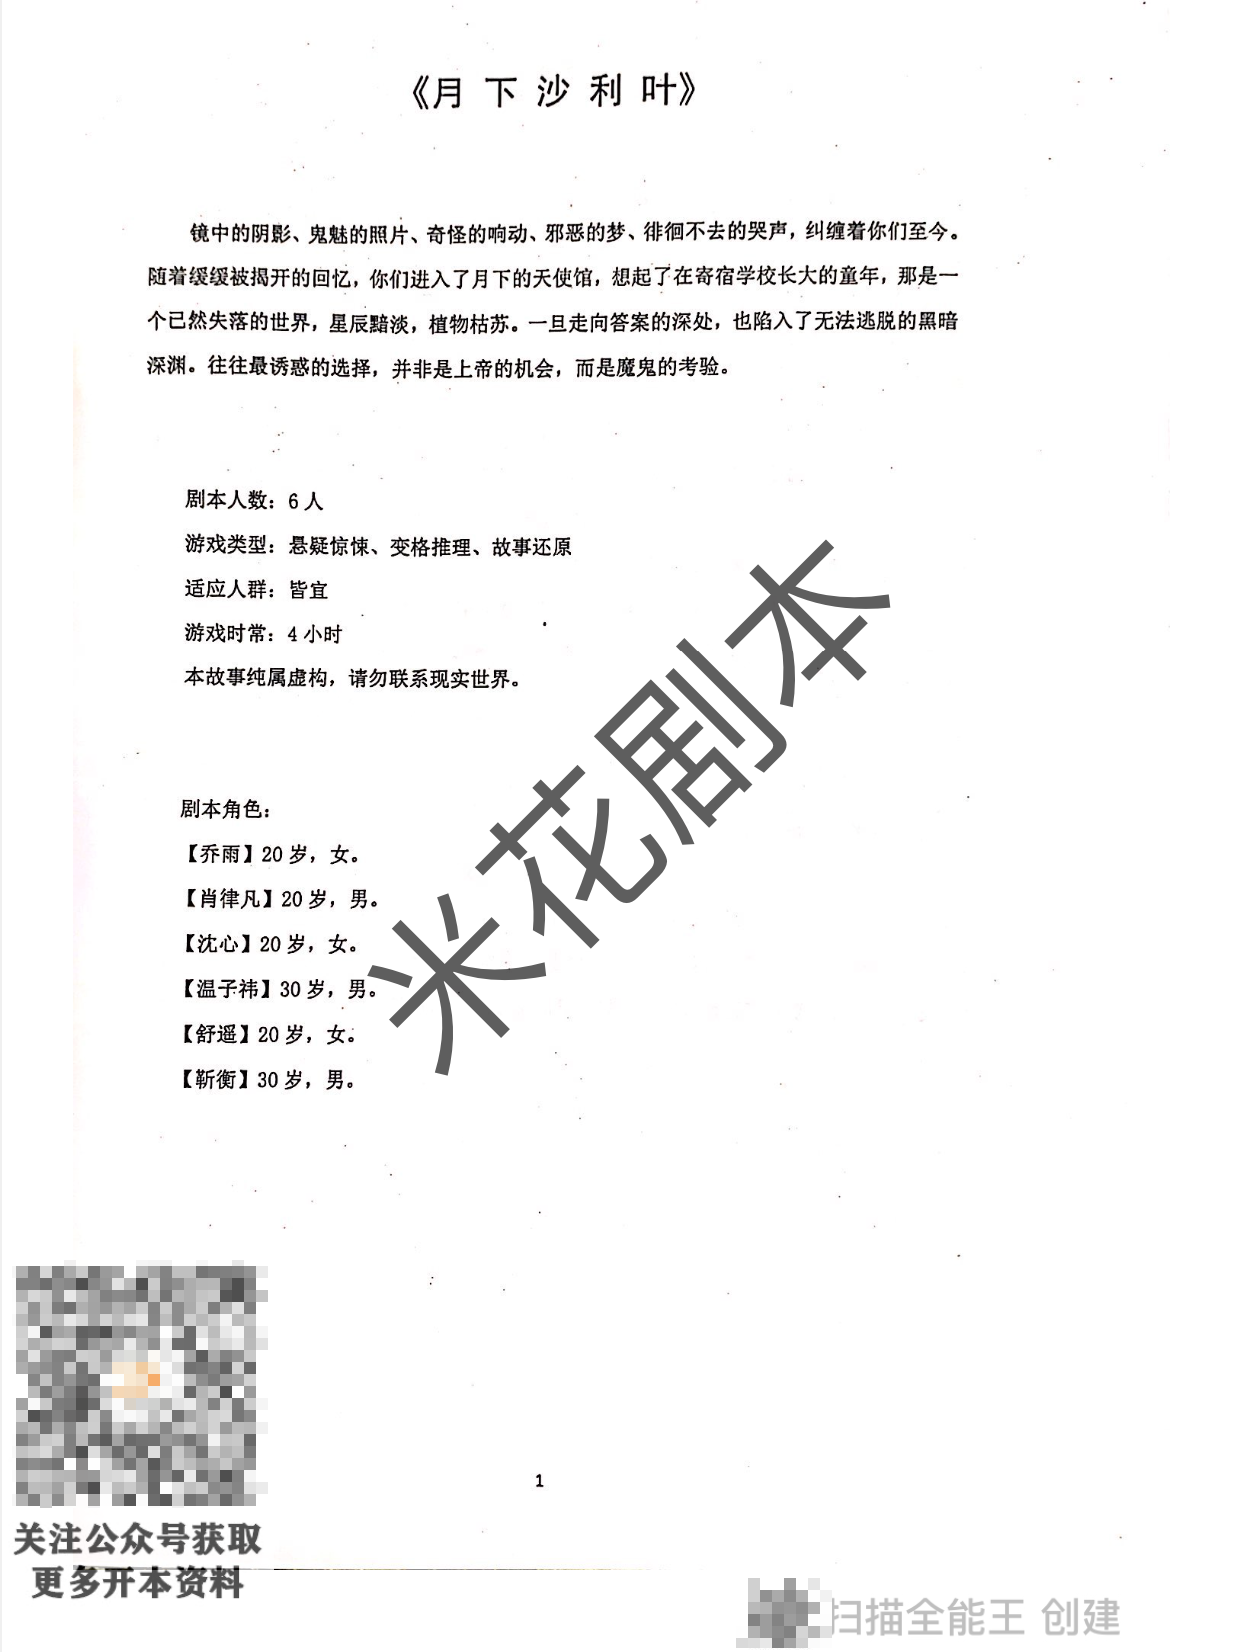 《月下沙利叶》
镜中的阴影、鬼魅的照片、奇怪的响动、邪恶的梦、徘徊不去的哭声，纠缠着你们至今。
随着缓缓被揭开的回忆，你们进入了月下的天使馆，想起了在寄宿学校长大的童年，那是一
个已然失落的世界，星辰黯淡，植物枯苏。一旦走向答案的深处，也陷入了无法逃脱的黑暗
深渊。往往最诱惑的选择，并非是上帝的机会，而是魔鬼的考验。
剧本人数：6人
游戏类型：悬疑惊悚、变格推理、故事还原
适应人群：皆宜
游戏时常：4小时
本故事纯属虚构，请勿联系现实世界。
剧本角色：
【乔雨】20岁，女。
【肖律凡】20岁，男。
【沈心】20岁，女。
【温子祎】30岁，男。
【舒遥】20岁，女。
【靳衡】30岁，男。
米花剧本
1
关注公众号获取
更多开本资料
扫描全能王 创建